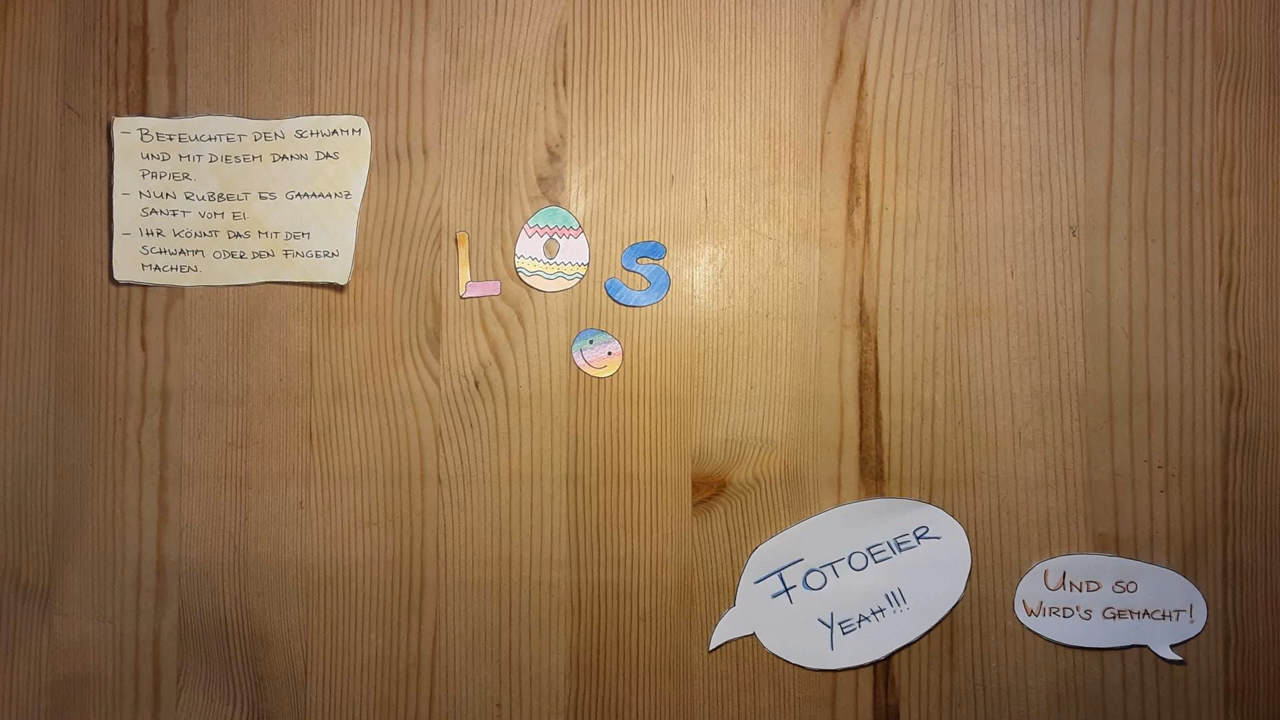 - BEFEUCHTET DEN SCHWAMM
UND MIT DIESEM DANN DAS
PAPIER.
- NUN RUBBELT ES GAAAAANZ
SANFT VOM EI.
- IHR KÖNNT DAS MIT DEM
SCHWAMM ODER DEN FINGERN
MACHEN.
LOS
FOTOEIER
YEAH!!!
UND SO
WIRD'S GEMACHT!